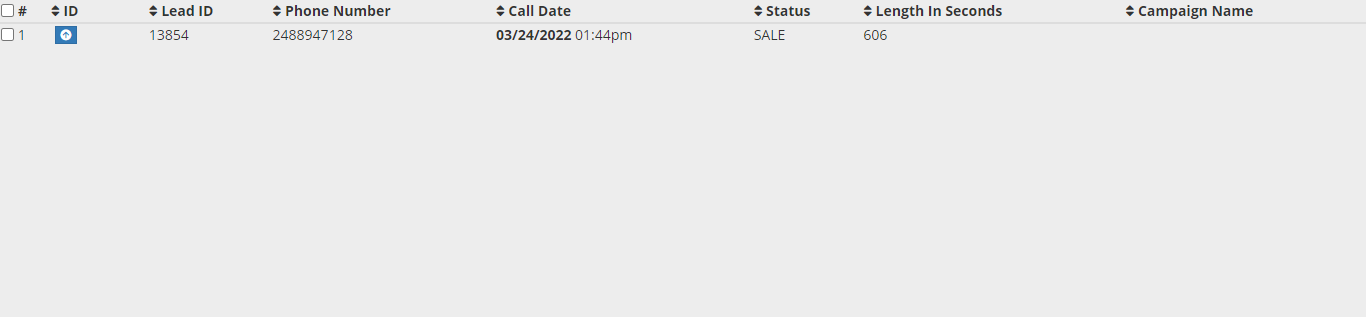 # ID Lead ID Phone Number Call Date Status Length In Seconds Campaign Name
1 13854 2488947128 03/24/2022 01:44pm SALE 606